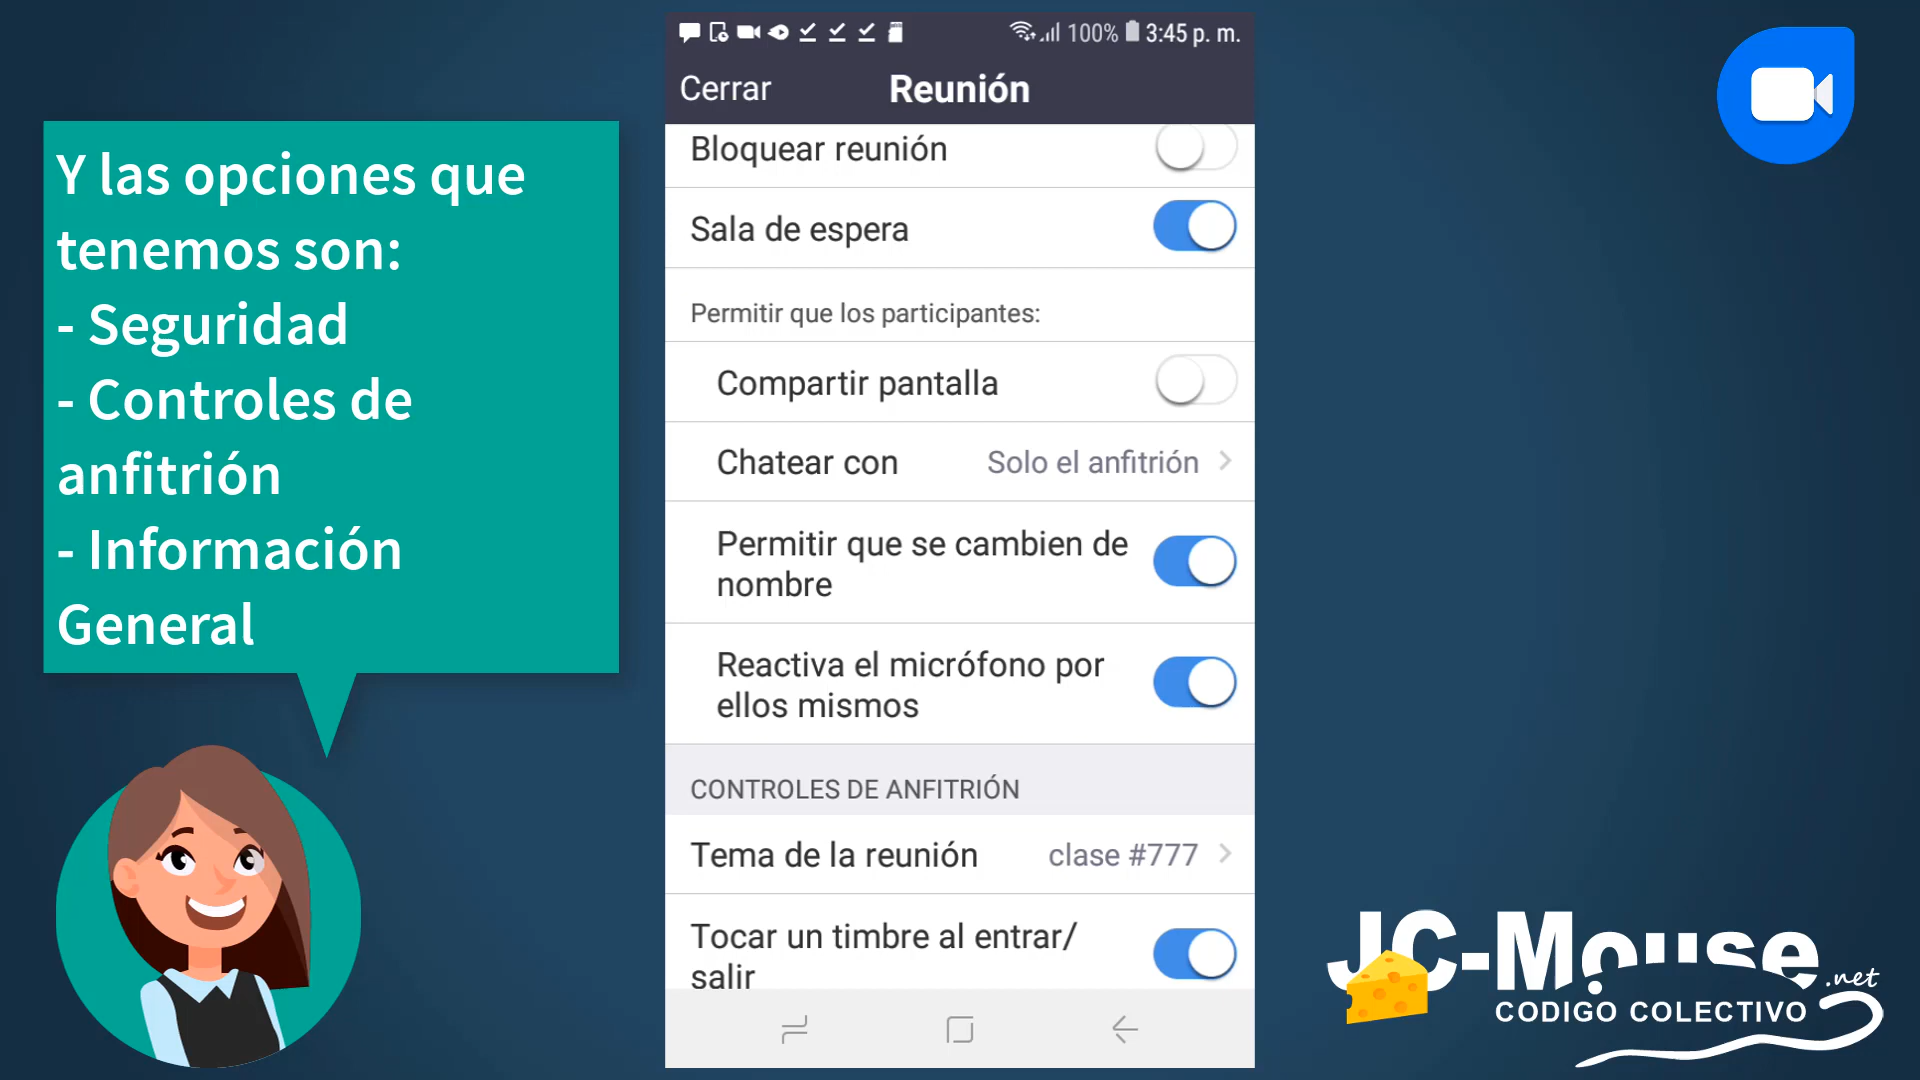 Y las opciones que
tenemos son:
- Seguridad
- Controles de
anfitrión
- Información
General
100% 3:45 p. m.
Cerrar Reunión
Bloquear reunión
Sala de espera
Permitir que los participantes:
Compartir pantalla
Chatear con Solo el anfitrión
Permitir que se cambien de
nombre
Reactiva el micrófono por
ellos mismos
CONTROLES DE ANFITRIÓN
Tema de la reunión clase #777
Tocar un timbre al entrar/
salir
JC-Mouse
.net
CODIGO COLECTIVO